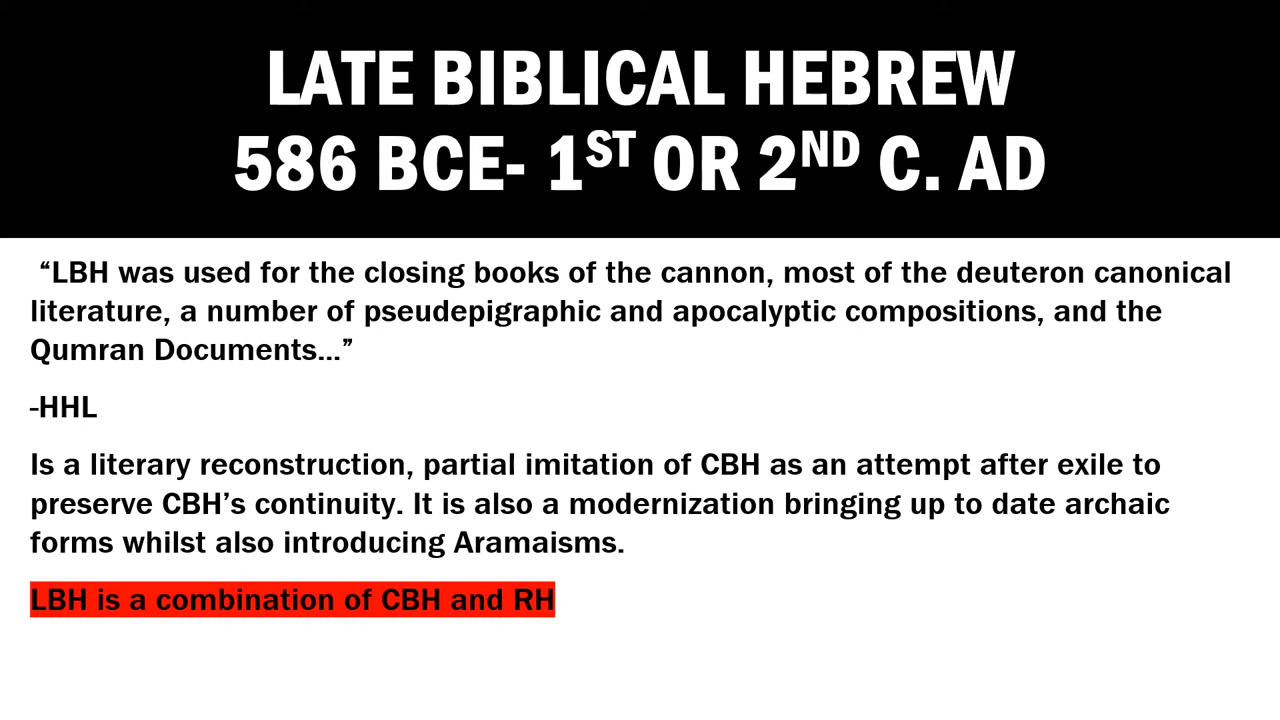 LATE BIBLICAL HEBREW
586 BCE- 1ST OR 2ND C. AD
“LBH was used for the closing books of the cannon, most of the deuteron canonical
literature, a number of pseudepigraphic and apocalyptic compositions, and the
Qumran Documents…”
-HHL
Is a literary reconstruction, partial imitation of CBH as an attempt after exile to
preserve CBH’s continuity. It is also a modernization bringing up to date archaic
forms whilst also introducing Aramaisms.
LBH is a combination of CBH and RH